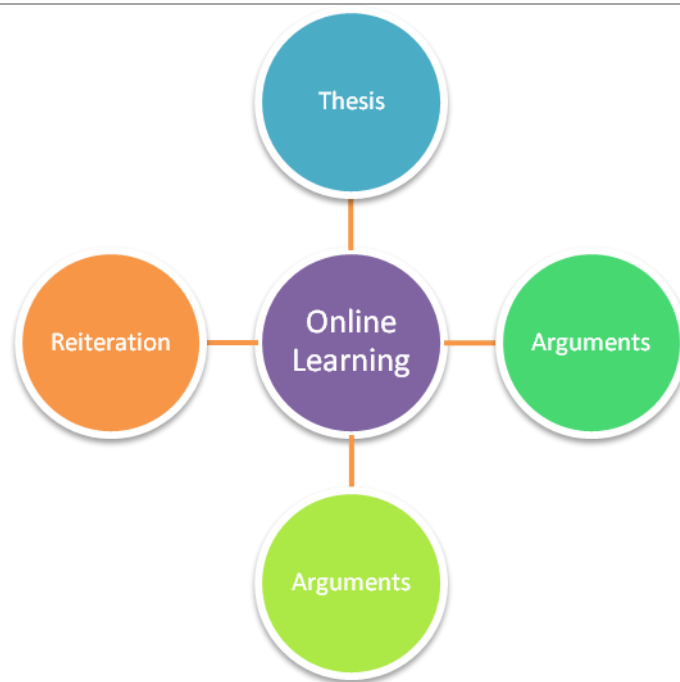 Thesis
Reiteration
Online
Learning
Arguments
Arguments